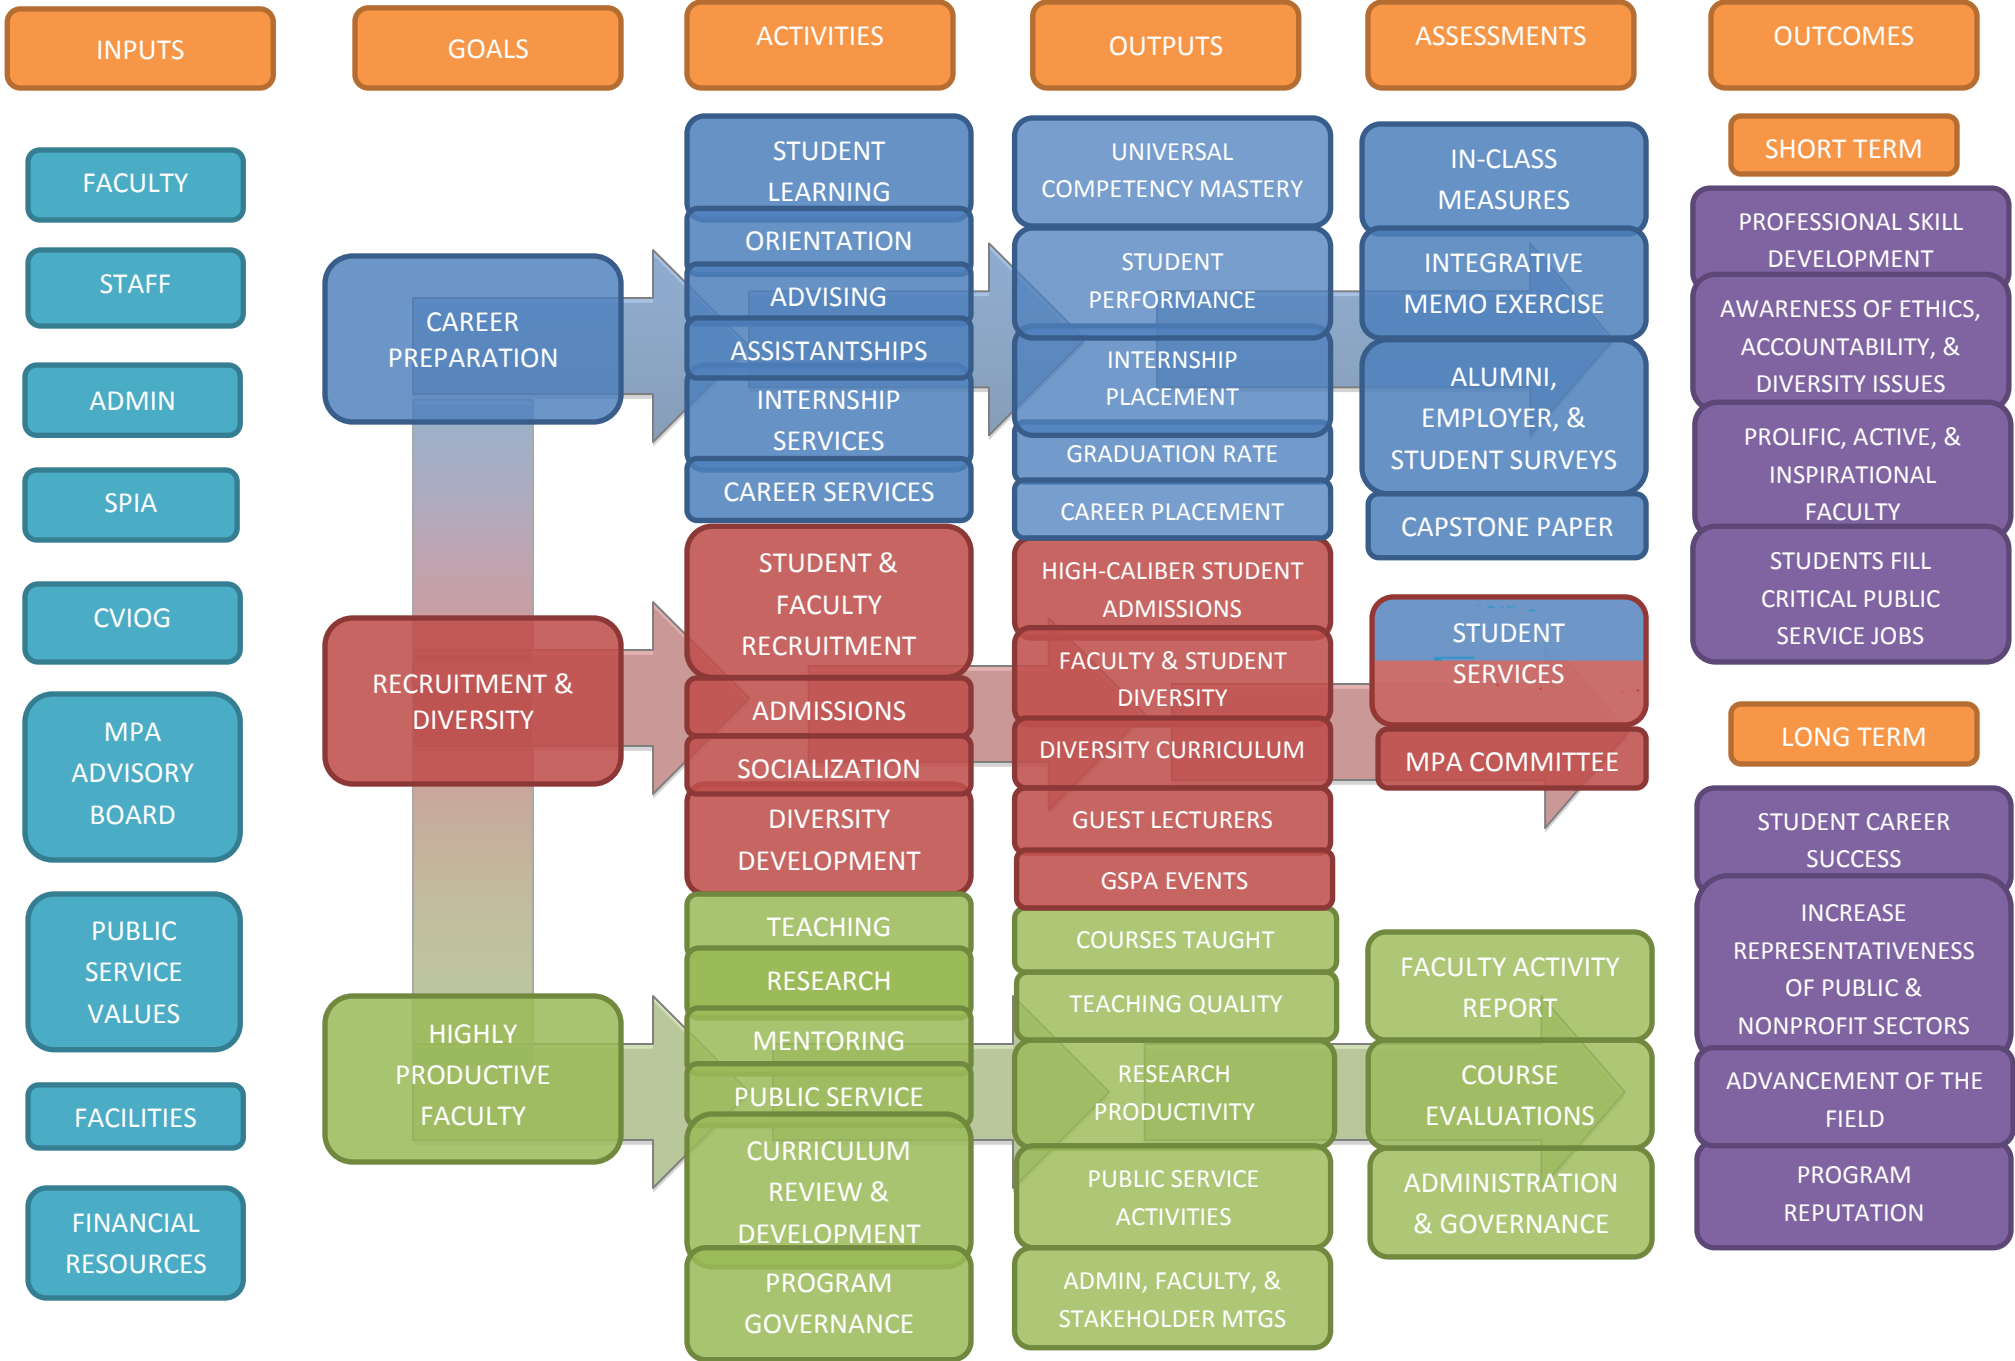 INPUTS
GOALS
ACTIVITIES
OUTPUTS
ASSESSMENTS
OUTCOMES
FACULTY
STAFF
ADMIN
SPIA
CVIOG
MPA
ADVISORY
BOARD
PUBLIC
SERVICE
VALUES
FACILITIES
FINANCIAL
RESOURCES
CAREER
PREPARATION
RECRUITMENT &
DIVERSITY
HIGHLY
PRODUCTIVE
FACULTY
STUDENT
LEARNING
ORIENTATION
ADVISING
ASSISTANTSHIPS
INTERNSHIP
SERVICES
CAREER SERVICES
STUDENT &
FACULTY
RECRUITMENT
ADMISSIONS
SOCIALIZATION
DIVERSITY
DEVELOPMENT
TEACHING
RESEARCH
MENTORING
PUBLIC SERVICE
CURRICULUM
REVIEW &
DEVELOPMENT
PROGRAM
GOVERNANCE
UNIVERSAL
COMPETENCY MASTERY
STUDENT
PERFORMANCE
INTERNSHIP
PLACEMENT
GRADUATION RATE
CAREER PLACEMENT
HIGH-CALIBER STUDENT
ADMISSIONS
FACULTY & STUDENT
DIVERSITY
DIVERSITY CURRICULUM
GUEST LECTURERS
GSPA EVENTS
COURSES TAUGHT
TEACHING QUALITY
RESEARCH
PRODUCTIVITY
PUBLIC SERVICE
ACTIVITIES
ADMIN, FACULTY, &
STAKEHOLDER MTGS
IN-CLASS
MEASURES
INTEGRATIVE
MEMO EXERCISE
ALUMNI,
EMPLOYER, &
STUDENT SURVEYS
CAPSTONE PAPER
STUDENT
SERVICES
MPA COMMITTEE
FACULTY ACTIVITY
REPORT
COURSE
EVALUATIONS
ADMINISTRATION
& GOVERNANCE
SHORT TERM
PROFESSIONAL SKILL
DEVELOPMENT
AWARENESS OF ETHICS,
ACCOUNTABILITY, &
DIVERSITY ISSUES
PROLIFIC, ACTIVE, &
INSPIRATIONAL
FACULTY
STUDENTS FILL
CRITICAL PUBLIC
SERVICE JOBS
LONG TERM
STUDENT CAREER
SUCCESS
INCREASE
REPRESENTATIVENESS
OF PUBLIC &
NONPROFIT SECTORS
ADVANCEMENT OF THE
FIELD
PROGRAM
REPUTATION